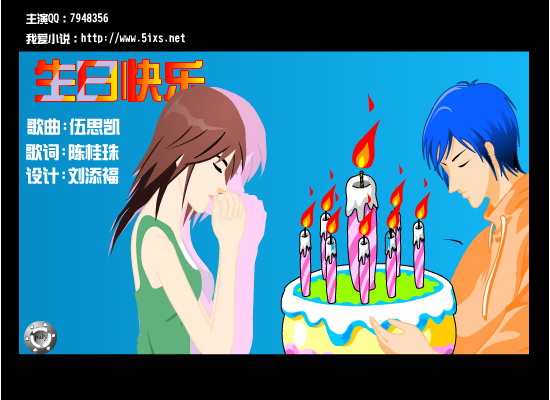 主演QQ：7948356
我爱小说：http://www.51xs.net
生日快乐
歌曲：伍思凯
歌词：陈桂珠
设计：刘添福